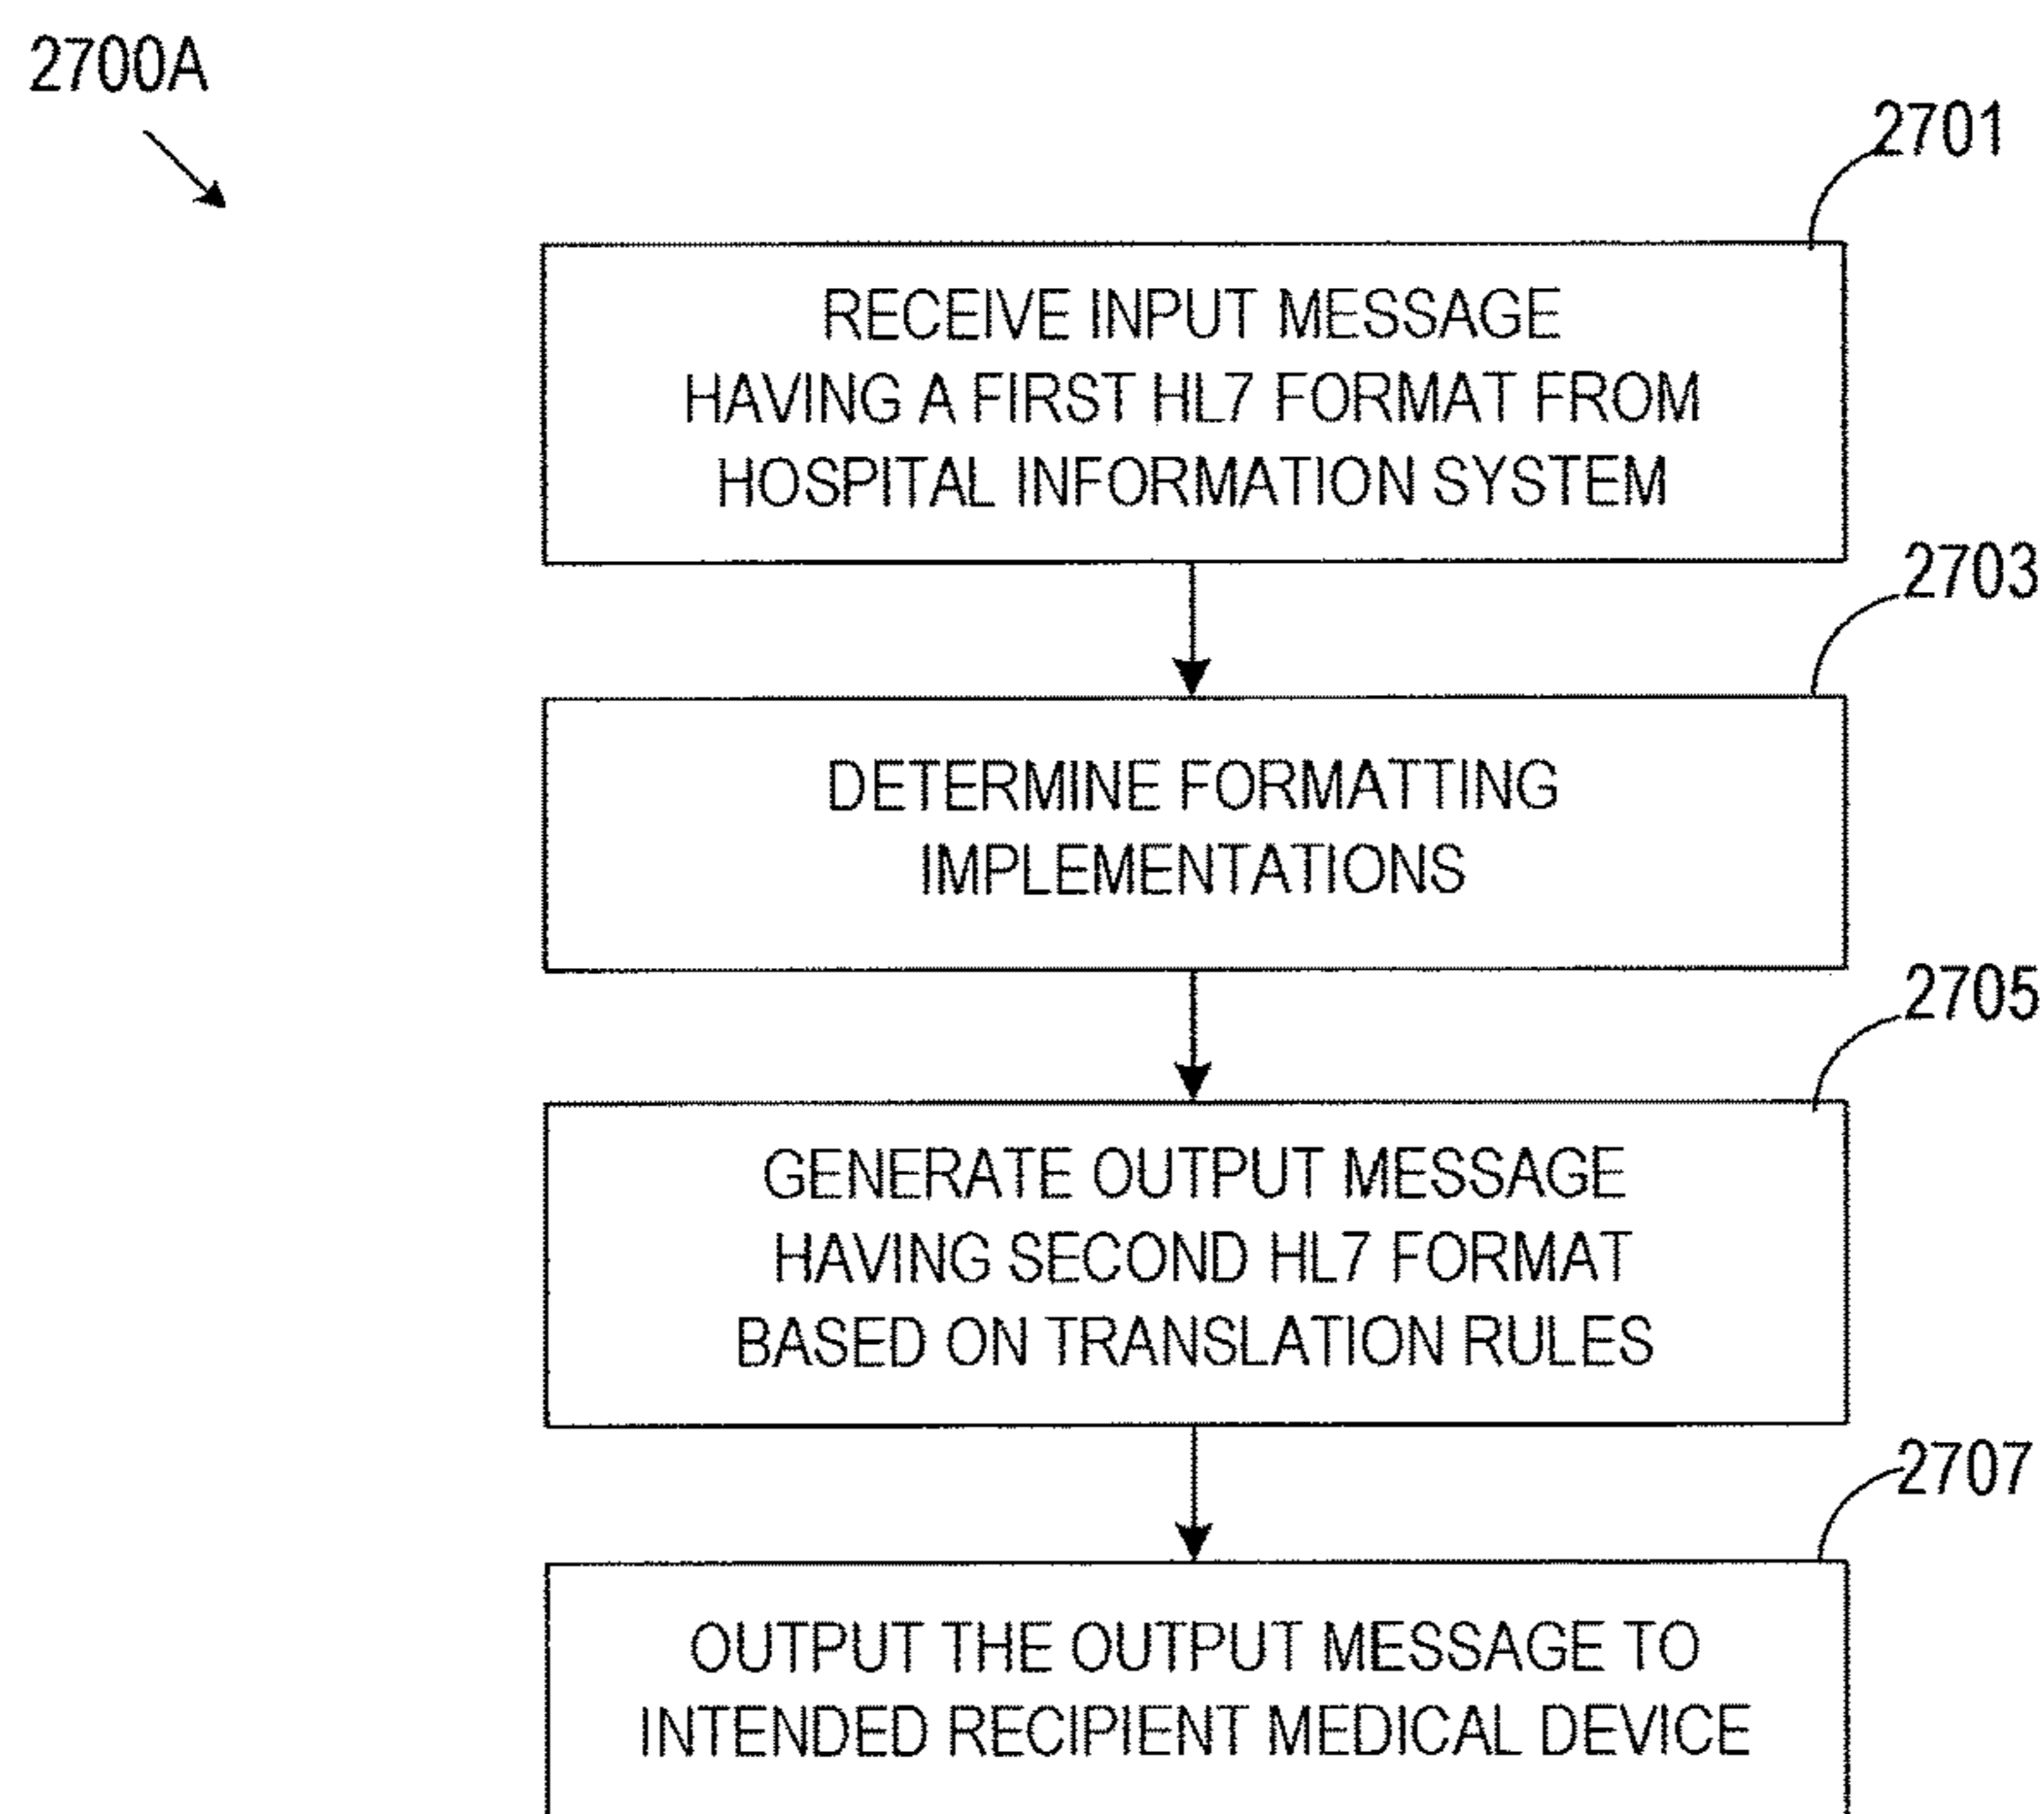 2700A
2701
RECEIVE INPUT MESSAGE
HAVING A FIRST HL7 FORMAT FROM
HOSPITAL INFORMATION SYSTEM
2703
DETERMINE FORMATTING
IMPLEMENTATIONS
2705
GENERATE OUTPUT MESSAGE
HAVING SECOND HL7 FORMAT
BASED ON TRANSLATION RULES
2707
OUTPUT THE OUTPUT MESSAGE TO
INTENDED RECIPIENT MEDICAL DEVICE